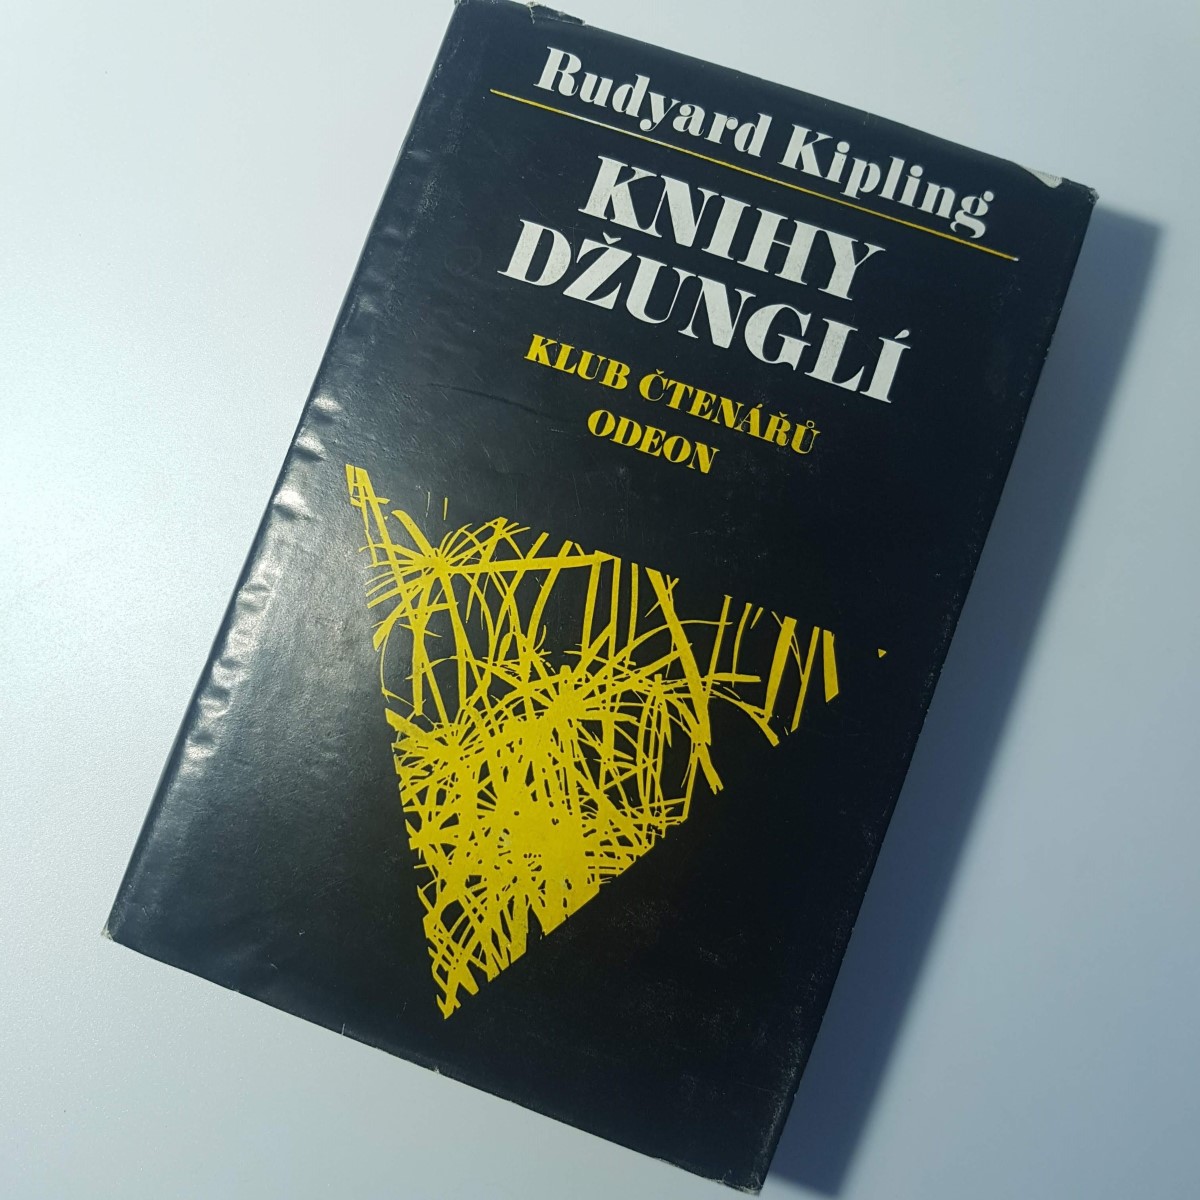 Rudyard Kipling
KNIHY
DŽUNGLÍ
KLUB ČTENÁŘŮ
ODEON